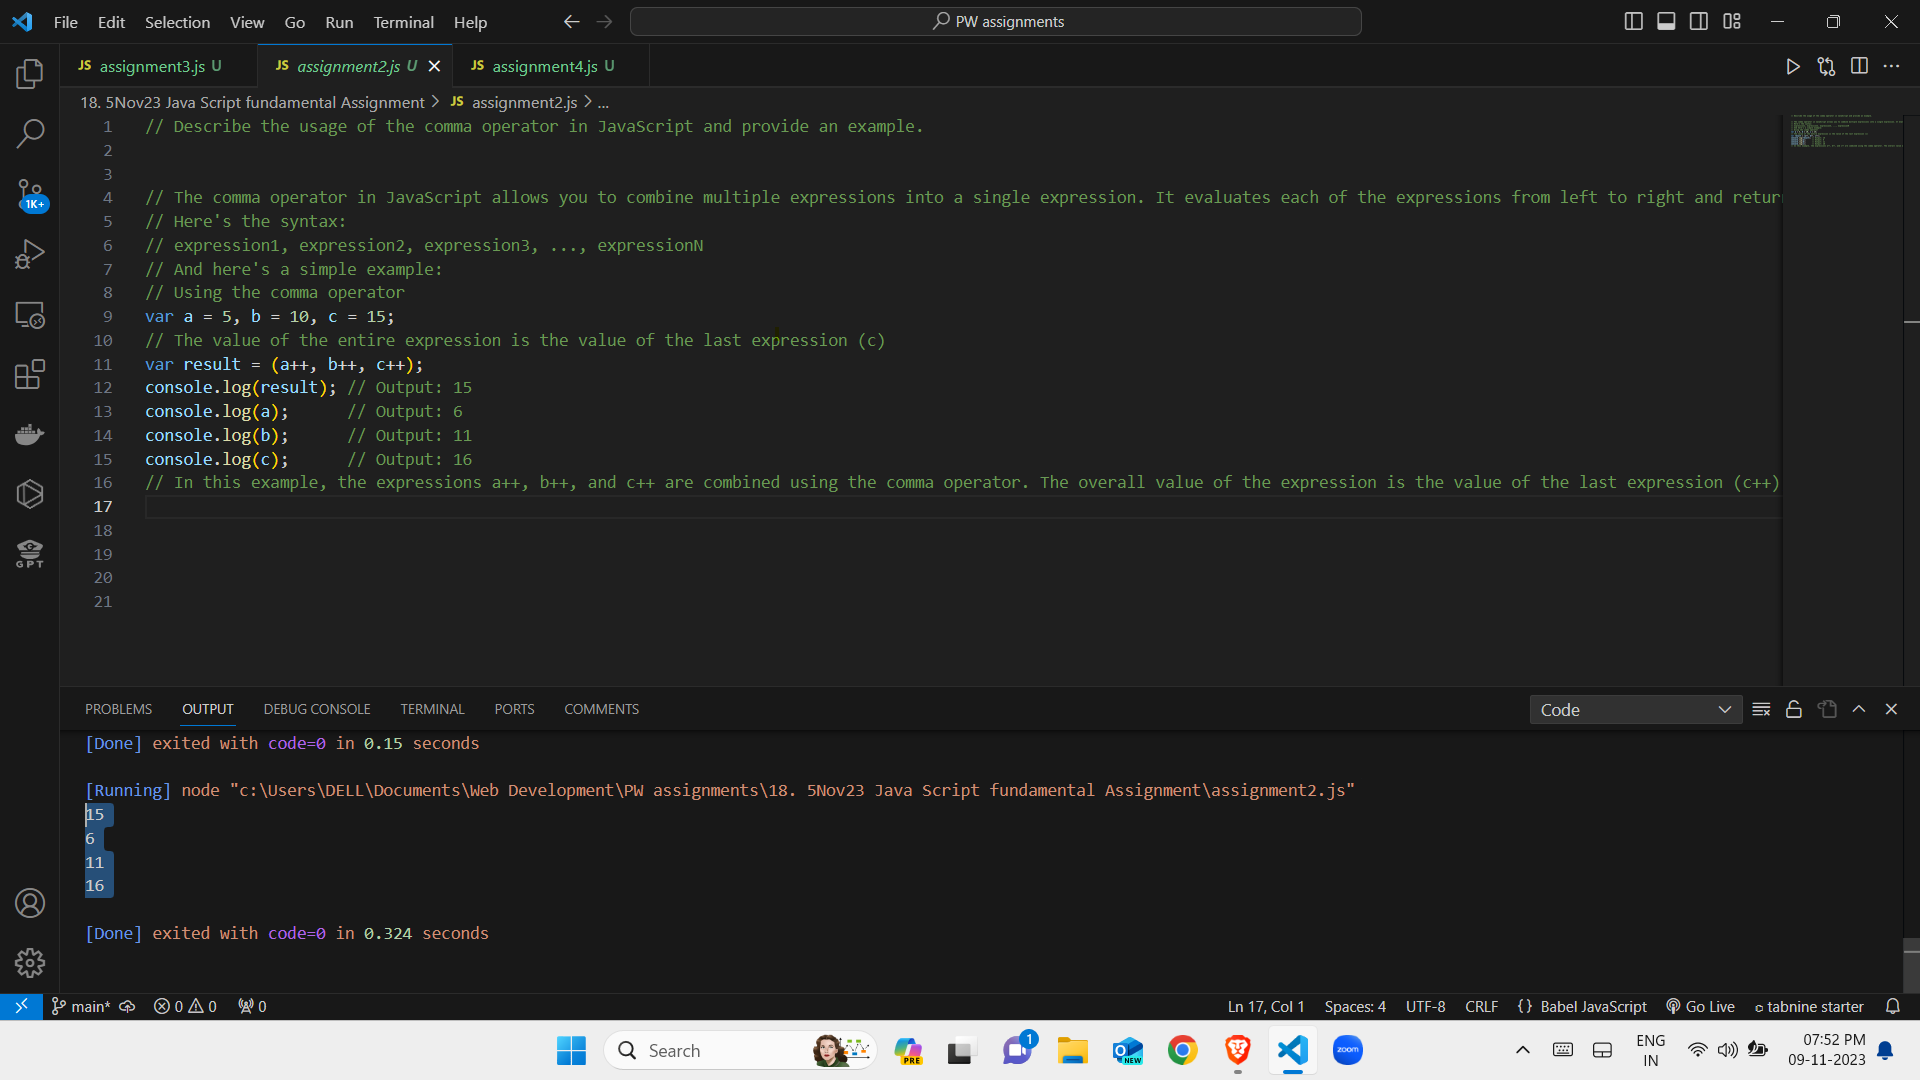 File Edit Selection View Go Run Terminal Help
PW assignments
JS assignment3.js U
JS assignment2.js U
JS assignment4.js U
18. 5Nov23 Java Script fundamental Assignment > JS assignment2.js > ...
1 // Describe the usage of the comma operator in JavaScript and provide an example.
2
3
4 // The comma operator in JavaScript allows you to combine multiple expressions into a single expression. It evaluates each of the expressions from left to right and retur
5 // Here's the syntax:
6 // expression1, expression2, expression3, ..., expressionN
7 // And here's a simple example:
8 // Using the comma operator
9 var a = 5, b = 10, c = 15;
10 // The value of the entire expression is the value of the last expression (c)
11 var result = (a++, b++, c++);
12 console.log(result); // Output: 15
13 console.log(a);      // Output: 6
14 console.log(b);      // Output: 11
15 console.log(c);      // Output: 16
16 // In this example, the expressions a++, b++, and c++ are combined using the comma operator. The overall value of the expression is the value of the last expression (c++)
17
18
19
20
21
1K+
GPT
PROBLEMS OUTPUT DEBUG CONSOLE TERMINAL PORTS COMMENTS
Code
[Done] exited with code=0 in 0.15 seconds
[Running] node "c:\Users\DELL\Documents\Web Development\PW assignments\18. 5Nov23 Java Script fundamental Assignment\assignment2.js"
15
6
11
16
[Done] exited with code=0 in 0.324 seconds
main* 0 0 0
Ln 17, Col 1 Spaces: 4 UTF-8 CRLF {} Babel JavaScript Go Live tabnine starter
Search
PRE
1
NEW
zoom
ENG
IN
07:52 PM
09-11-2023